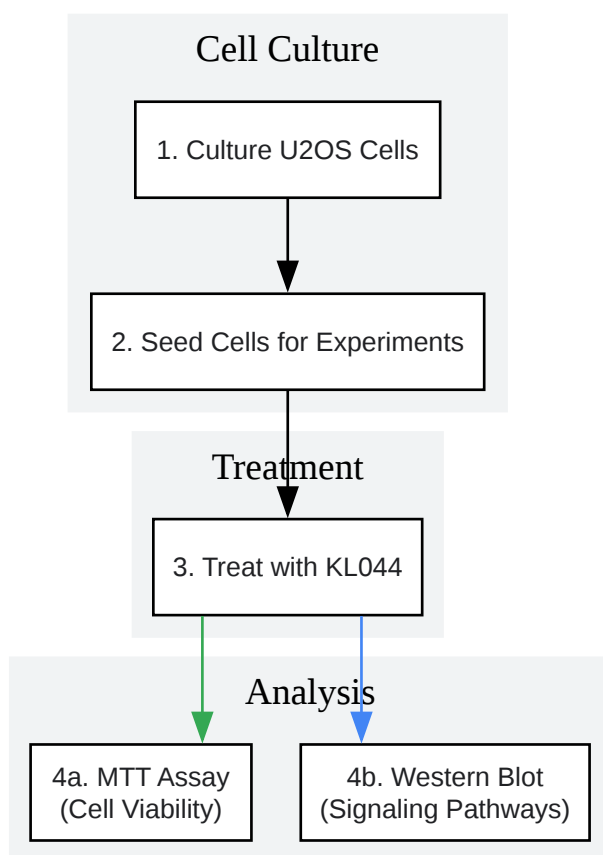 Cell Culture
1. Culture U2OS Cells
2. Seed Cells for Experiments
Treatment
3. Treat with KL044
Analysis
4a. MTT Assay
(Cell Viability)
4b. Western Blot
(Signaling Pathways)